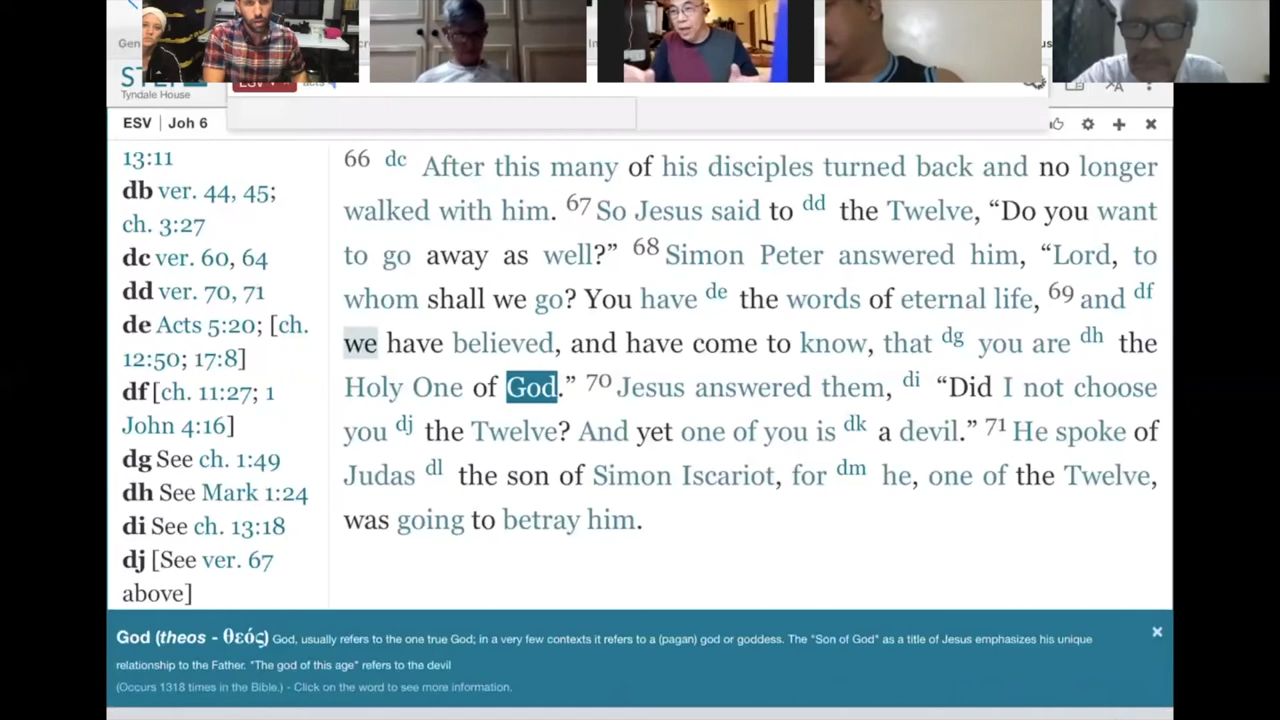 Gen
STEP
Tyndale House
ESV
acts
ESV | Joh 6
13:11
db ver. 44, 45;
ch. 3:27
dc ver. 60, 64
dd ver. 70, 71
de Acts 5:20; [ch.
12:50; 17:8]
df [ch. 11:27; 1
John 4:16]
dg See ch. 1:49
dh See Mark 1:24
di See ch. 13:18
dj [See ver. 67
above]
66 dc After this many of his disciples turned back and no longer
walked with him. 67 So Jesus said to dd the Twelve, “Do you want
to go away as well?” 68 Simon Peter answered him, “Lord, to
whom shall we go? You have de the words of eternal life, 69 and df
we have believed, and have come to know, that dg you are dh the
Holy One of God.” 70 Jesus answered them, di “Did I not choose
you dj the Twelve? And yet one of you is dk a devil.” 71 He spoke of
Judas dl the son of Simon Iscariot, for dm he, one of the Twelve,
was going to betray him.
God (theos - θεός) God, usually refers to the one true God; in a very few contexts it refers to a (pagan) god or goddess. The "Son of God" as a title of Jesus emphasizes his unique
relationship to the Father. "The god of this age" refers to the devil
(Occurs 1318 times in the Bible.) - Click on the word to see more information.